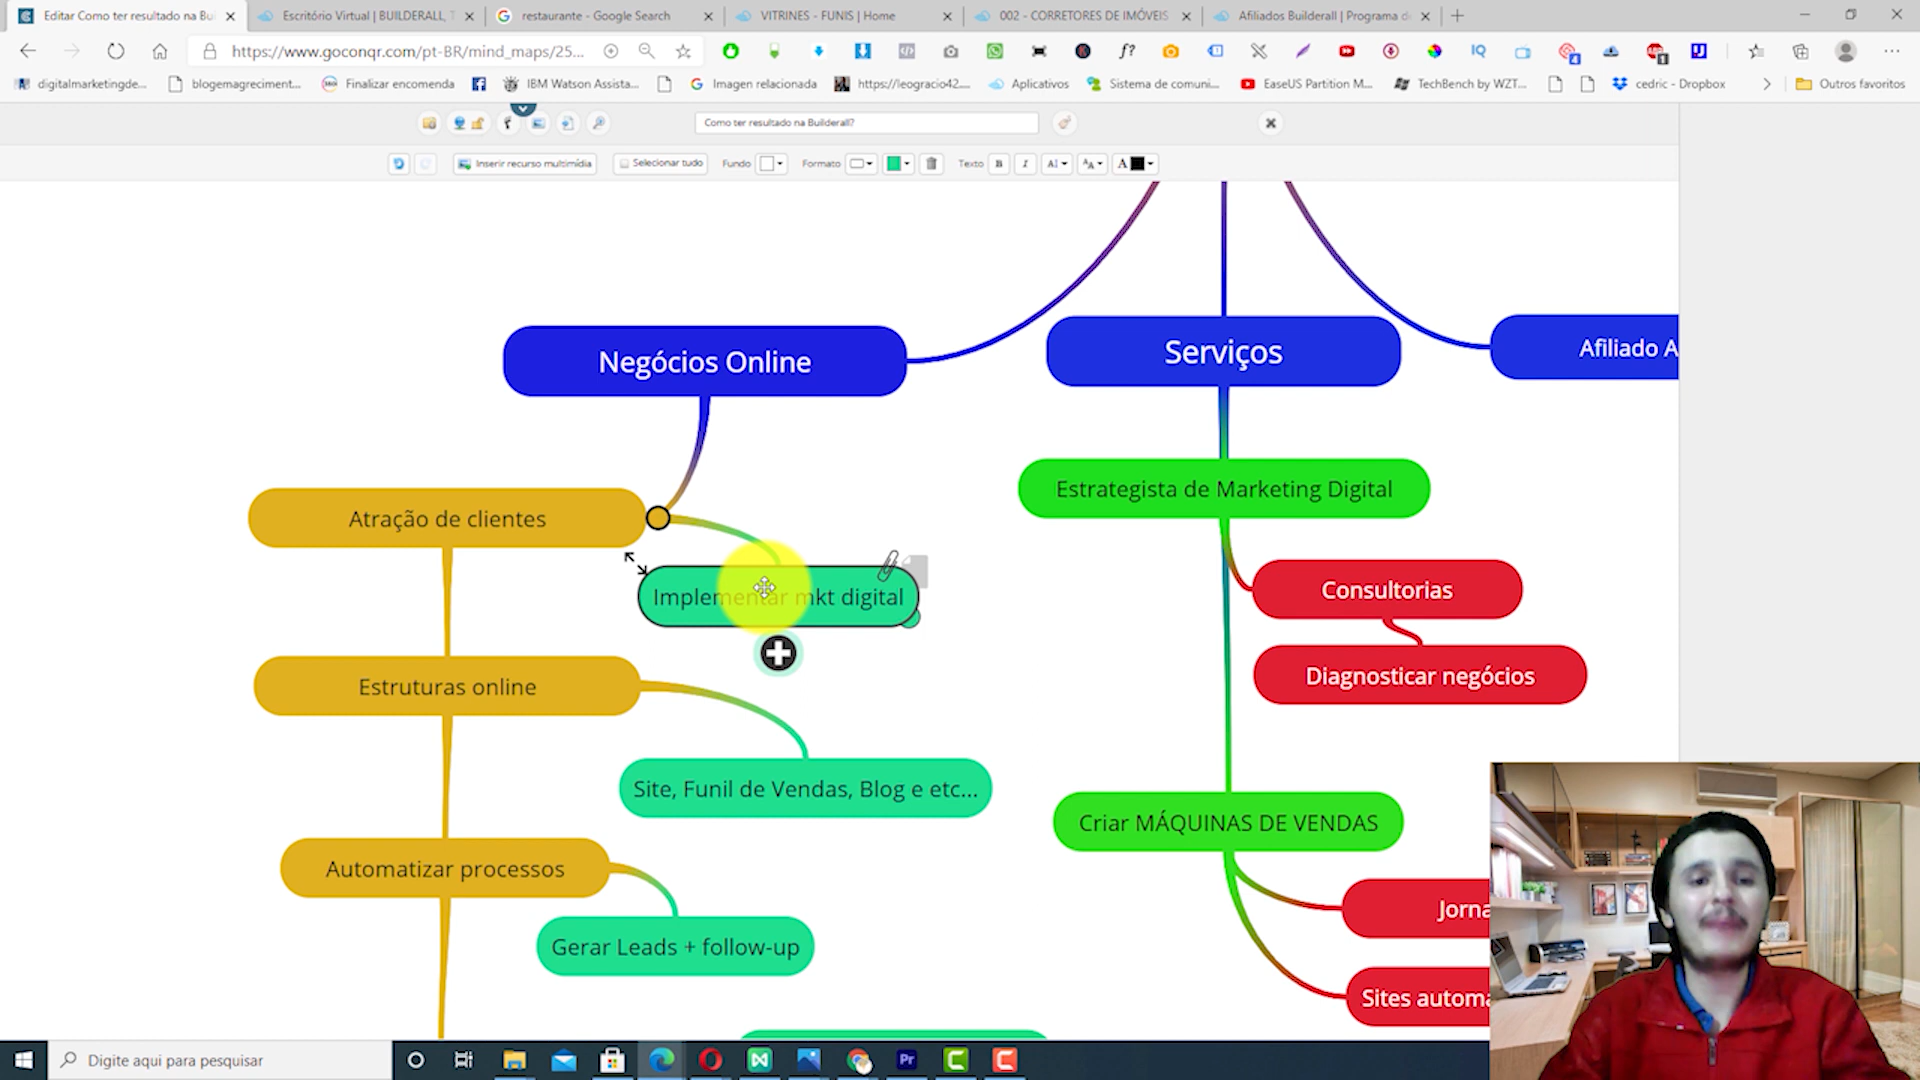 Editar Como ter resultado na Bui
Escritório Virtual | BUILDERALL, T
restaurante - Google Search
VITRINES - FUNIS | Home
002 - CORRETORES DE IMÓVEIS
Afiliados Builderall | Programa de
https://www.goconqr.com/pt-BR/mind_maps/25...
digitalmarketingde...
blogemagreciment...
Finalizar encomenda
IBM Watson Assista...
Imagen relacionada
https://leogracio42....
Aplicativos
Sistema de comuni...
EaseUS Partition M...
TechBench by WZT...
cedric - Dropbox
Outros favoritos
Como ter resultado na Builderall?
Inserir recurso multimídia
Selecionar tudo
Fundo
Formato
Texto
Negócios Online
Serviços
Afiliado A
Atração de clientes
Estrategista de Marketing Digital
Implementar mkt digital
Consultorias
Estruturas online
Diagnosticar negócios
Site, Funil de Vendas, Blog e etc...
Criar MÁQUINAS DE VENDAS
Automatizar processos
Jorna
Gerar Leads + follow-up
Sites automa
Digite aqui para pesquisar